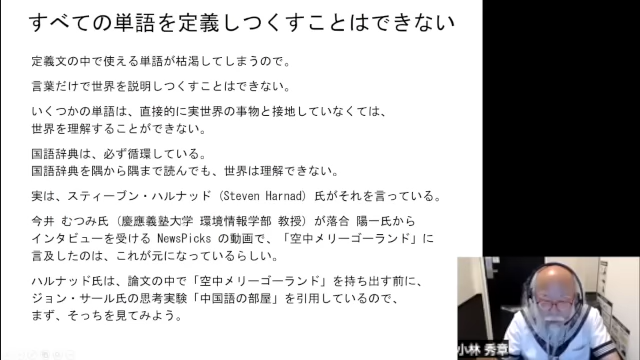 すべての単語を定義しつくすことはできない
定義文の中で使える単語が枯渇してしまうので。
言葉だけで世界を説明しつくすことはできない。
いくつかの単語は、直接的に実世界の事物と接地していなくては、
世界を理解することができない。
国語辞典は、必ず循環している。
国語辞典を隅から隅まで読んでも、世界は理解できない。
実は、スティーブン・ハルナッド (Steven Harnad) 氏がそれを言っている。
今井 むつみ氏 (慶應義塾大学 環境情報学部 教授) が落合 陽一氏から
インタビューを受ける NewsPicks の動画で、「空中メリーゴーランド」に
言及したのは、これが元になっているらしい。
ハルナッド氏は、論文の中で「空中メリーゴーランド」を持ち出す前に、
ジョン・サール氏の思考実験「中国語の部屋」を引用しているので、
まず、そっちを見てみよう。
小林 秀章